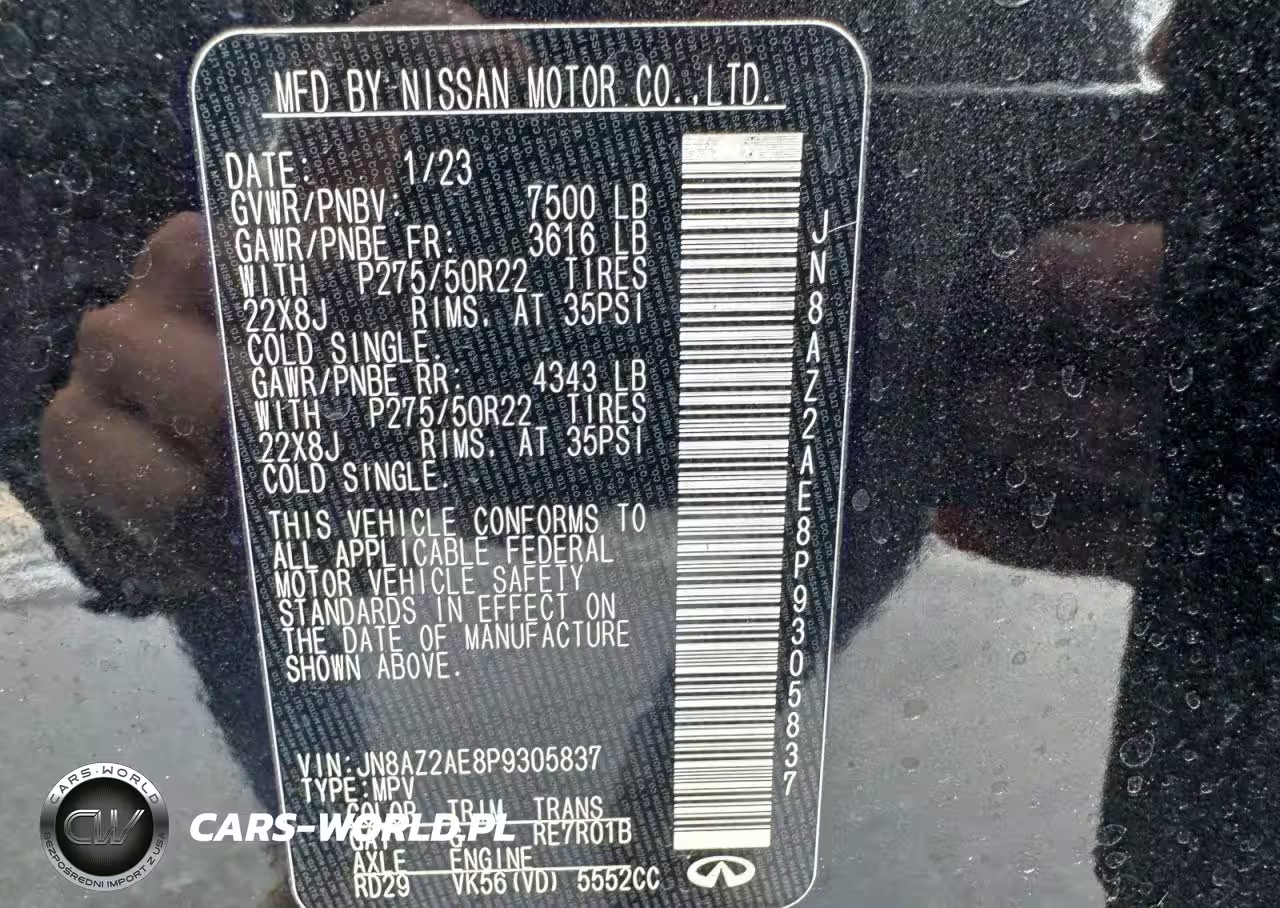 MFD BY NISSAN MOTOR CO.,LTD.
DATE: 1/23
GVWR/PNBV: 7500 LB
GAWR/PNBE FR: 3616 LB
WITH P275/50R22 TIRES
22X8J RIMS. AT 35PSI
COLD SINGLE.
GAWR/PNBE RR: 4343 LB
WITH P275/50R22 TIRES
22X8J RIMS. AT 35PSI
COLD SINGLE.
THIS VEHICLE CONFORMS TO
ALL APPLICABLE FEDERAL
MOTOR VEHICLE SAFETY
STANDARDS IN EFFECT ON
THE DATE OF MANUFACTURE
SHOWN ABOVE.
VIN:JN8AZ2AE8P9305837
TYPE:MPV
COLOR TRIM TRANS
RE7R01B
AXLE ENGINE
RD29 VK56(VD) 5552CC
JN8AZ2AE8P9305837
CARS-WORLD
CW
BEZPOŚREDNI IMPORT Z USA
CARS-WORLD.PL